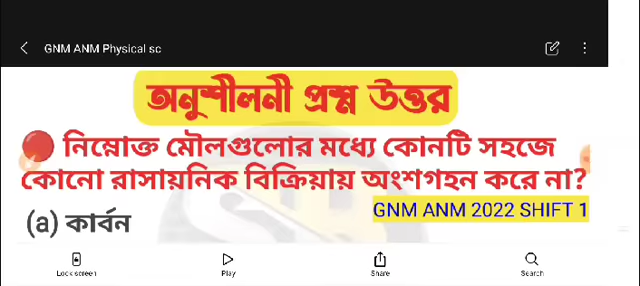 GNM ANM Physical sc
অনুশীলনী প্রশ্ন উত্তর
নিম্নোক্ত মৌলগুলোর মধ্যে কোনটি সহজে
কোনো রাসায়নিক বিক্রিয়ায় অংশগহন করে না?
GNM ANM 2022 SHIFT 1
(a) কার্বন
Lock screen Play Share Search